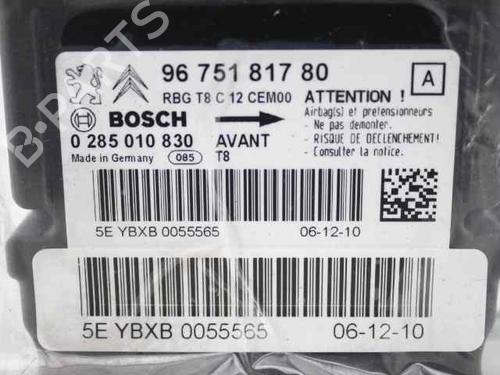 B-PARTS
96 751 817 80
A
RBG T8 C 12 CEM00
ATTENTION !
BOSCH
Airbag(s) et pretensionneurs
- Ne pas demonter.
0 285 010 830 AVANT
- RISQUE DE DECLENCHEMENT!
Made in Germany 085 T8
- Consulter la notice.
5E YBXB 0055565 06-12-10
5E YBXB 0055565 06-12-10